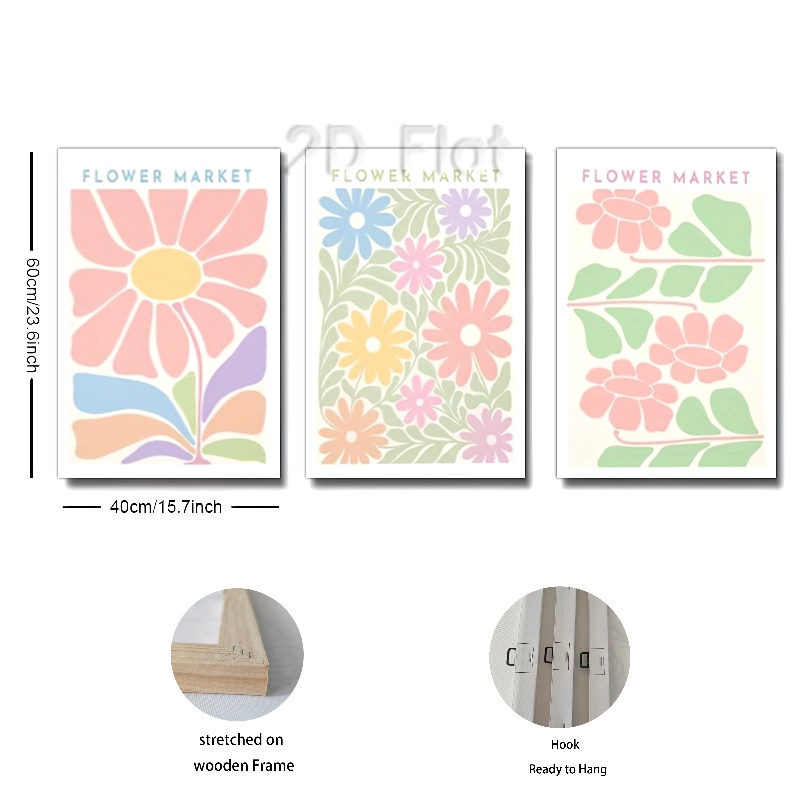 2D Flat
FLOWER MARKET
FLOWER MARKET
FLOWER MARKET
60cm/23.6inch
40cm/15.7inch
stretched on
wooden Frame
Hook
Ready to Hang